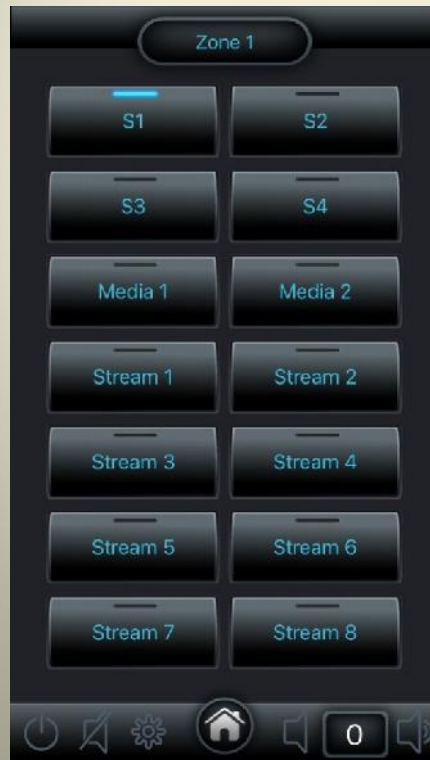 Zone 1
S1 S2
S3 S4
Media 1 Media 2
Stream 1 Stream 2
Stream 3 Stream 4
Stream 5 Stream 6
Stream 7 Stream 8
0